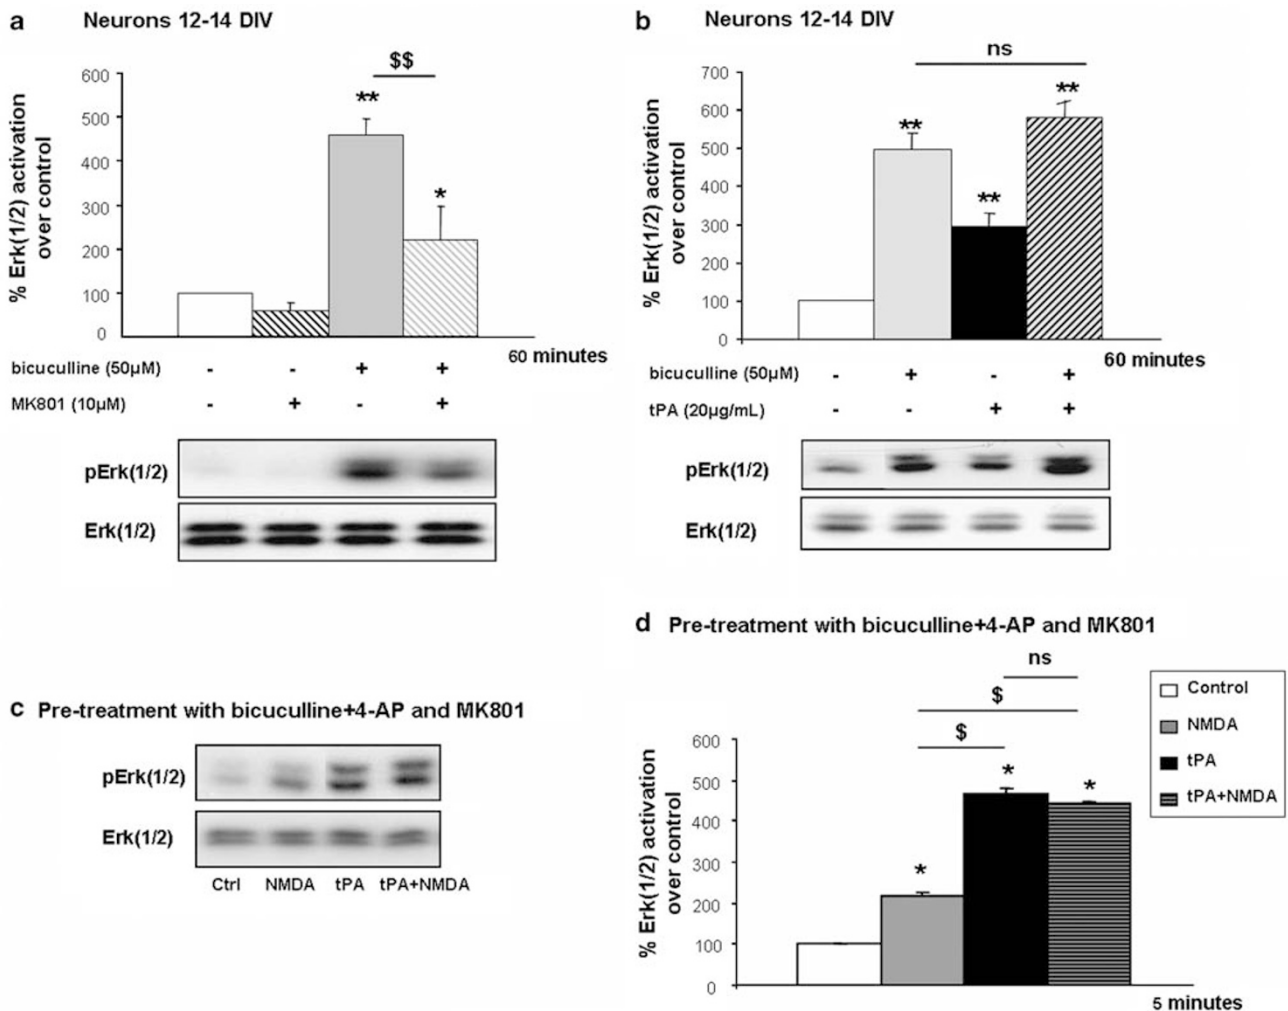 a Neurons 12-14 DIV
$$
**
*
600
500
400
300
200
100
0
% Erk(1/2) activation
over control
60 minutes
bicuculline (50µM) - - + +
MK801 (10µM) - + - +
pErk(1/2)
Erk(1/2)
b Neurons 12-14 DIV
ns
**
**
**
700
600
500
400
300
200
100
0
% Erk(1/2) activation
over control
60 minutes
bicuculline (50µM) - + - +
tPA (20µg/mL) - - + +
pErk(1/2)
Erk(1/2)
c Pre-treatment with bicuculline+4-AP and MK801
pErk(1/2)
Erk(1/2)
Ctrl NMDA tPA tPA+NMDA
d Pre-treatment with bicuculline+4-AP and MK801
ns
$
$
*
*
*
600
500
400
300
200
100
0
% Erk(1/2) activation
over control
5 minutes
Control
NMDA
tPA
tPA+NMDA